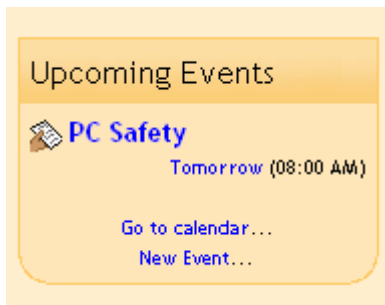 Upcoming Events
PC Safety
Tomorrow (08:00 AM)
Go to calendar...
New Event...